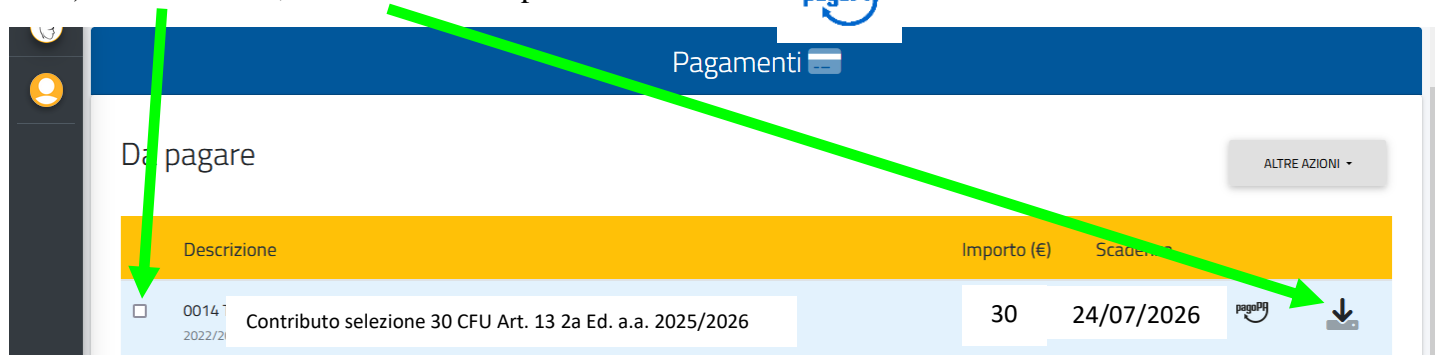 Pagamenti
Da pagare
ALTRE AZIONI
Descrizione Importo (€) Scadenza
0014 Contributo selezione 30 CFU Art. 13 2a Ed. a.a. 2025/2026 30 24/07/2026 pagoPA